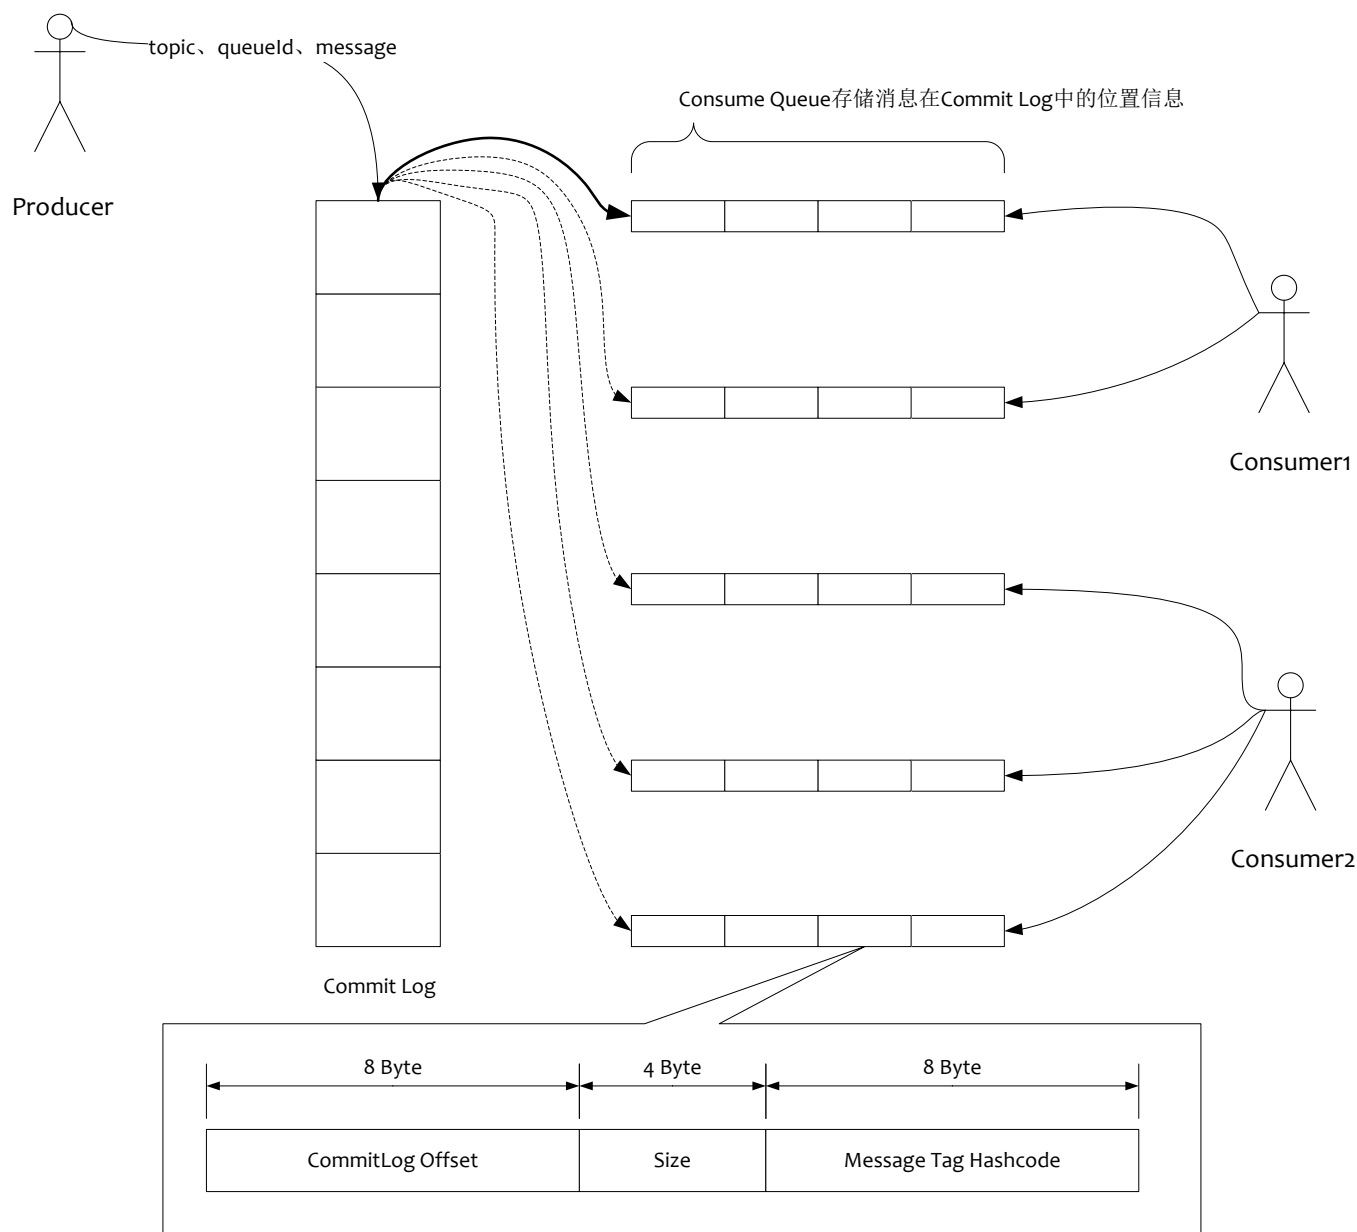 topic、queueId、message
Consume Queue存储消息在Commit Log中的位置信息
Producer
Consumer1
Consumer2
Commit Log
8 Byte
4 Byte
8 Byte
CommitLog Offset
Size
Message Tag Hashcode